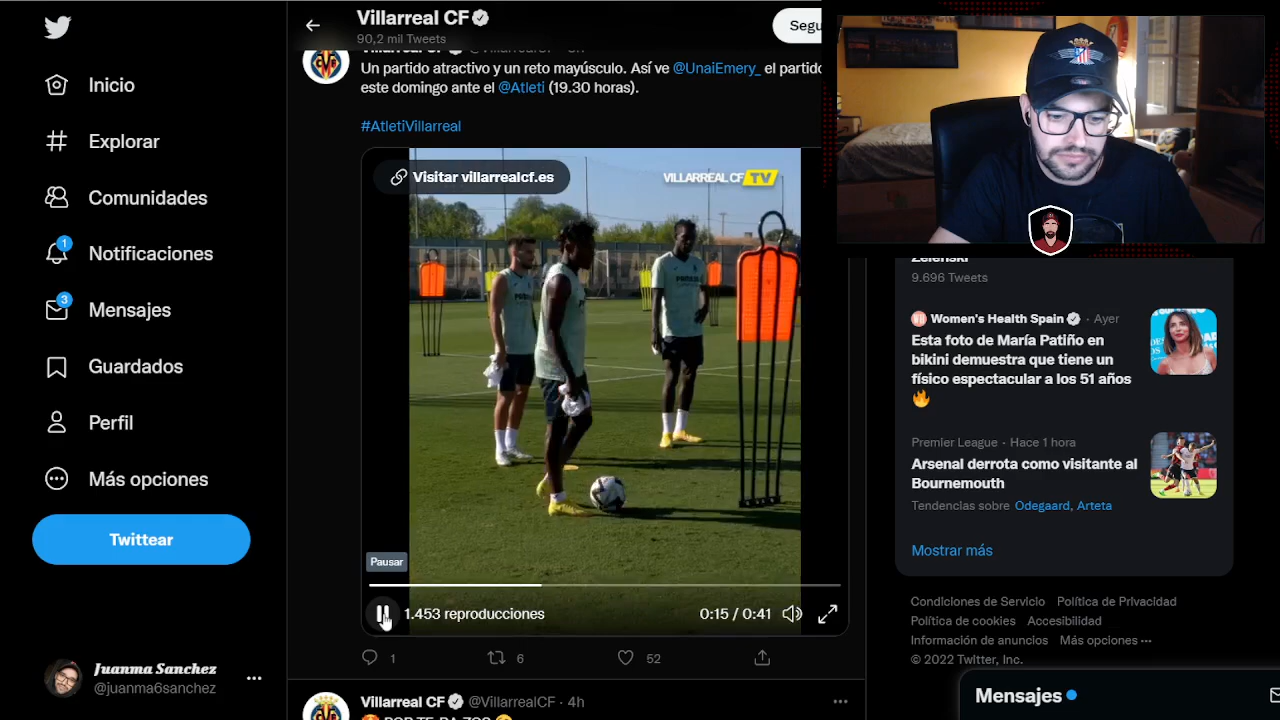 Inicio
Explorar
Comunidades
1
Notificaciones
3
Mensajes
Guardados
Perfil
Más opciones
Twittear
Juanma Sanchez
@juanma6sanchez
Villarreal CF
90,2 mil Tweets
Segu
Un partido atractivo y un reto mayúsculo. Así ve @UnaiEmery_ el partido
este domingo ante el @Atleti (19.30 horas).
#AtletiVillarreal
Visitar villarrealcf.es
VILLARREAL CF TV
Pausar
1.453 reproducciones
0:15 / 0:41
1
6
52
Villarreal CF @VillarrealCF · 4h
Zelenski
9.696 Tweets
Women's Health Spain · Ayer
Esta foto de María Patiño en
bikini demuestra que tiene un
físico espectacular a los 51 años
🔥
Premier League · Hace 1 hora
Arsenal derrota como visitante al
Bournemouth
Tendencias sobre Odegaard, Arteta
Mostrar más
Condiciones de Servicio Política de Privacidad
Política de cookies Accesibilidad
Información de anuncios Más opciones ···
© 2022 Twitter, Inc.
Mensajes